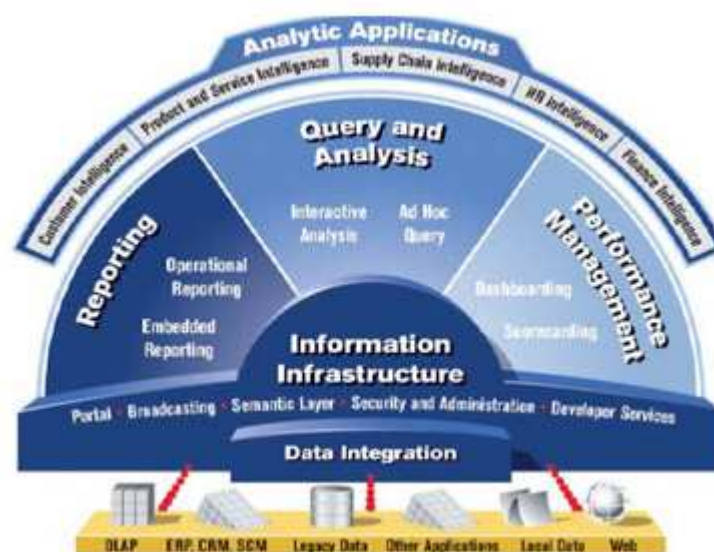 Analytic Applications
Customer Intelligence
Product and Service Intelligence
Supply Chain Intelligence
HR Intelligence
Finance Intelligence
Reporting
Operational
Reporting
Embedded
Reporting
Query and
Analysis
Interactive
Analysis
Ad Hoc
Query
Performance
Management
Dashboarding
Scorecarding
Information
Infrastructure
Portal • Broadcasting • Semantic Layer • Security and Administration • Developer Services
Data Integration
OLAP
ERP, CRM, SCM
Legacy Data
Other Applications
Local Data
Web